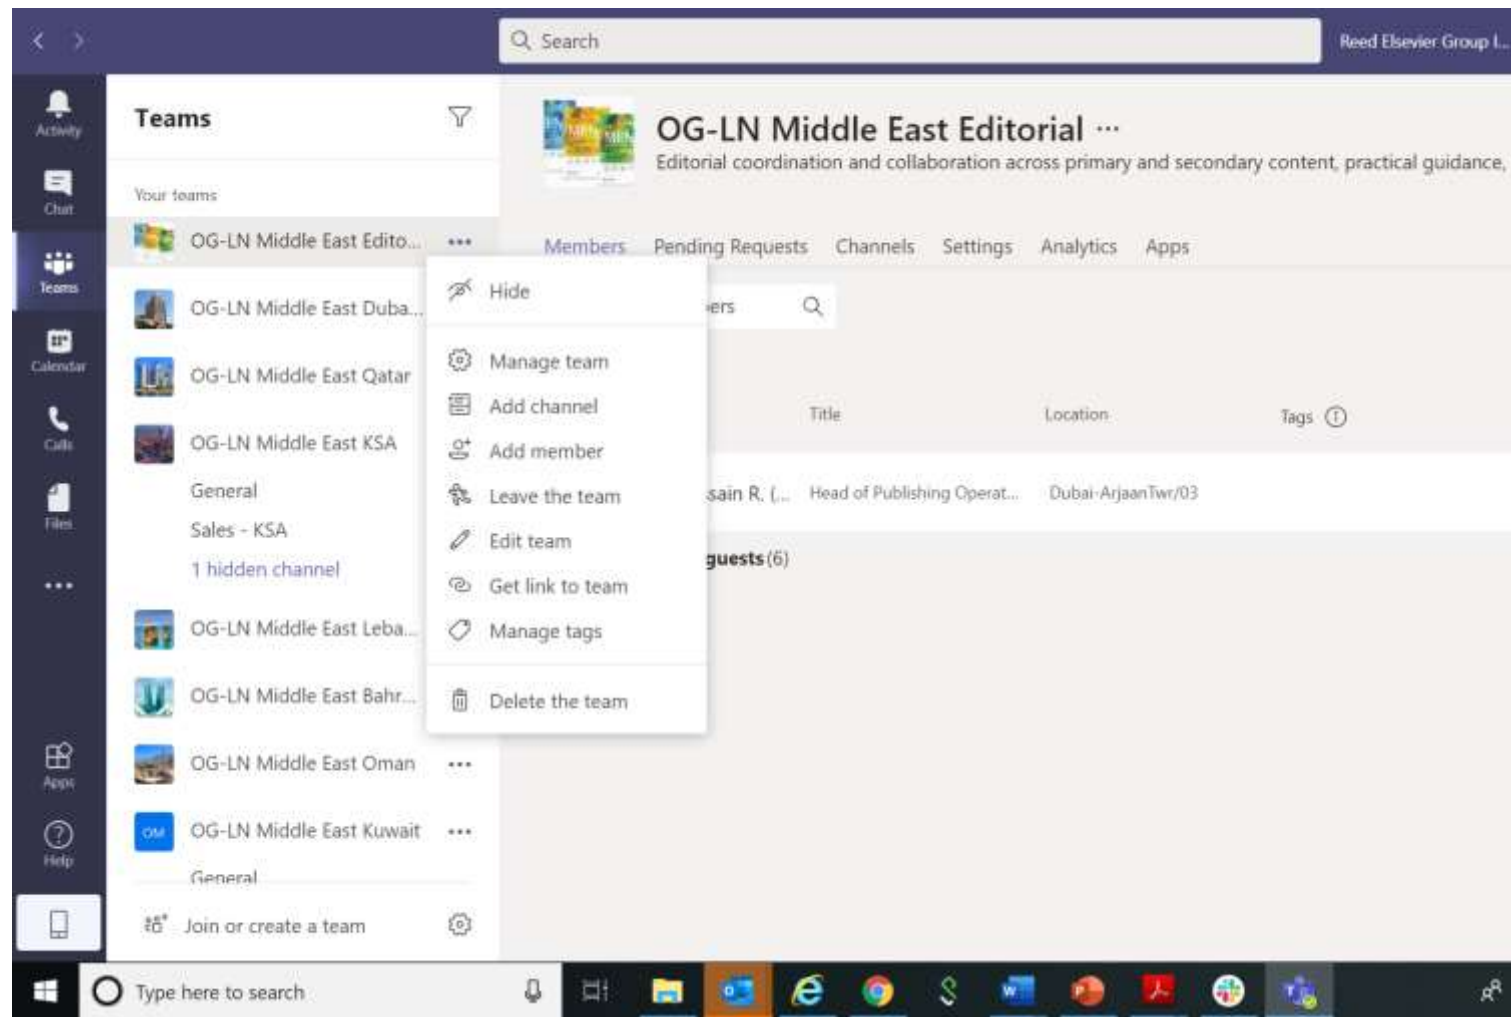 Search
Reed Elsevier Group I...
Activity
Chat
Teams
Calendar
Calls
Files
Apps
Help
Teams
Your teams
OG-LN Middle East Edito...
OG-LN Middle East Duba...
OG-LN Middle East Qatar
OG-LN Middle East KSA
General
Sales - KSA
1 hidden channel
OG-LN Middle East Leba...
OG-LN Middle East Bahr...
OG-LN Middle East Oman
OM
OG-LN Middle East Kuwait
General
Join or create a team
Hide
Manage team
Add channel
Add member
Leave the team
Edit team
Get link to team
Manage tags
Delete the team
OG-LN Middle East Editorial ...
Editorial coordination and collaboration across primary and secondary content, practical guidance,
Members Pending Requests Channels Settings Analytics Apps
ers
Title Location Tags
sain R. (... Head of Publishing Operat... Dubai-ArjaanTwr/03
guests (6)
Type here to search